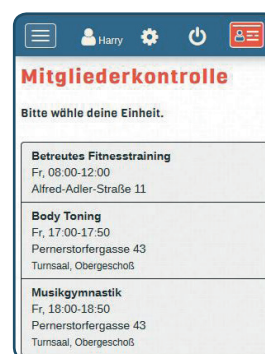 Harry
Mitgliederkontrolle
Bitte wähle deine Einheit.
Betreutes Fitnesstraining
Fr, 08:00-12:00
Alfred-Adler-Straße 11
Body Toning
Fr, 17:00-17:50
Pernerstorfergasse 43
Turnsaal, Obergeschoß
Musikgymnastik
Fr, 18:00-18:50
Pernerstorfergasse 43
Turnsaal, Obergeschoß